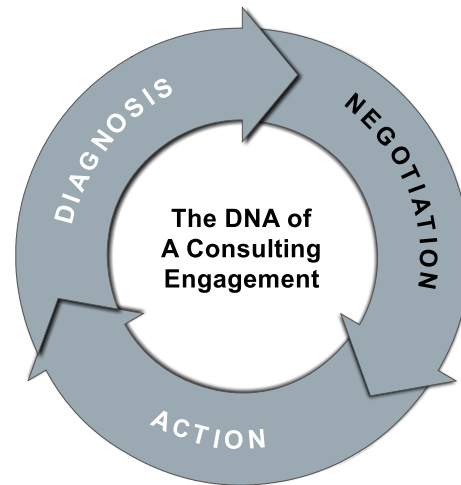 DIAGNOSIS
NEGOTIATION
The DNA of
A Consulting
Engagement
ACTION